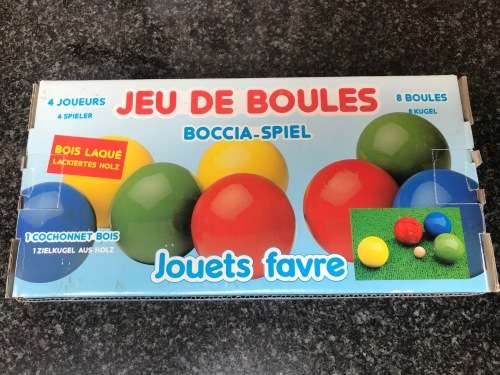 4 JOUEURS
4 SPIELER
JEU DE BOULES
BOCCIA-SPIEL
8 BOULES
8 KUGEL
BOIS LAQUÉ
LACKIERTES HOLZ
1 COCHONNET BOIS
1 ZIELKUGEL AUS HOLZ
Jouets favre